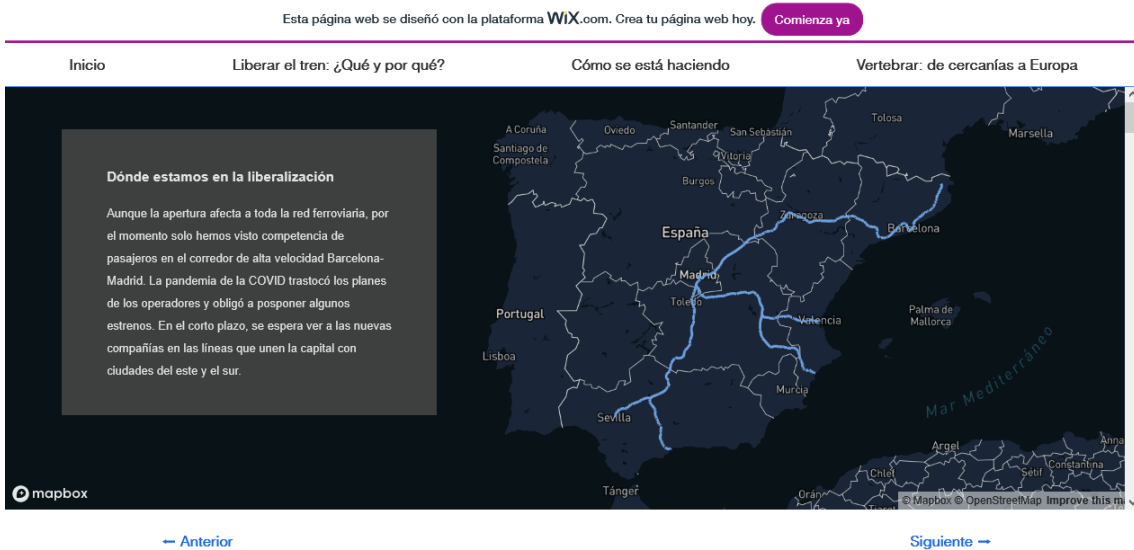 Esta página web se diseñó con la plataforma WiX.com. Crea tu página web hoy. Comienza ya
Inicio
Liberar el tren: ¿Qué y por qué?
Cómo se está haciendo
Vertebrar: de cercanías a Europa
Dónde estamos en la liberalización
Aunque la apertura afecta a toda la red ferroviaria, por
el momento solo hemos visto competencia de
pasajeros en el corredor de alta velocidad Barcelona-
Madrid. La pandemia de la COVID trastocó los planes
de los operadores y obligó a posponer algunos
estrenos. En el corto plazo, se espera ver a las nuevas
compañías en las líneas que unen la capital con
ciudades del este y el sur.
A Coruña
Oviedo
Santander
San Sebastián
Tolosa
Marsella
Santiago de
Compostela
Vitoria
Burgos
Zaragoza
Barcelona
España
Madrid
Toledo
Portugal
Valencia
Palma de
Mallorca
Lisboa
Murcia
Mar Mediterráneo
Sevilla
Argel
Anna
Chlef
Sétif
Constantina
Tánger
Orán
Tiaret
mapbox
© Mapbox © OpenStreetMap Improve this ma
← Anterior
Siguiente →